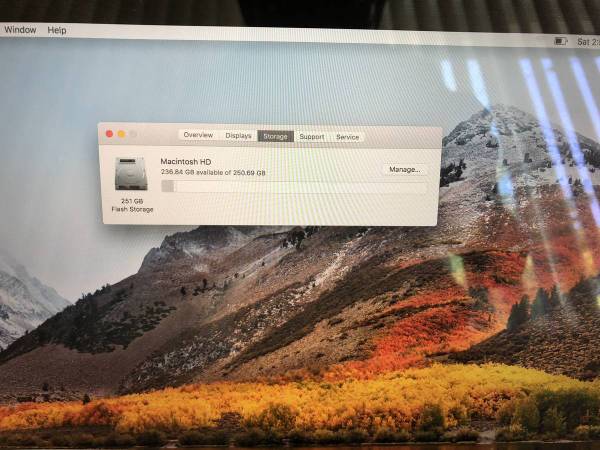 Window Help
Sat 2:
Overview Displays Storage Support Service
Macintosh HD
236.84 GB available of 250.69 GB
Manage...
251 GB
Flash Storage